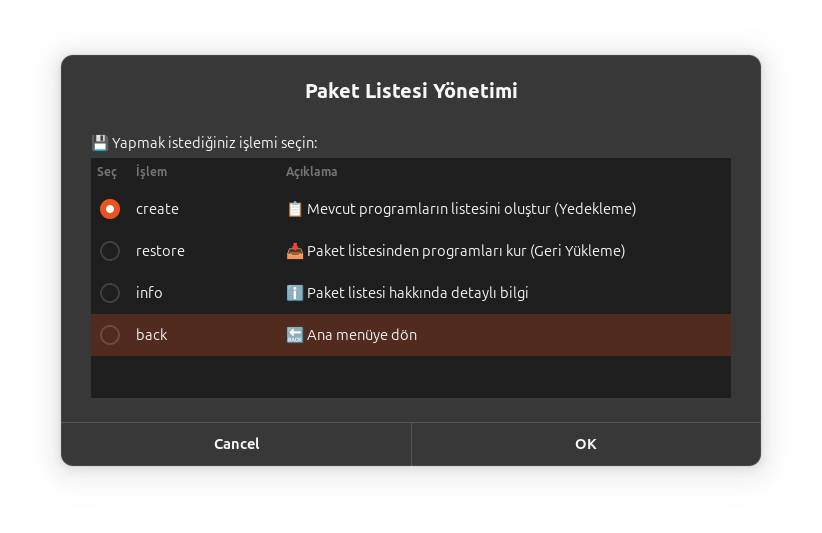 Paket Listesi Yönetimi
💾 Yapmak istediğiniz işlemi seçin:
Seç İşlem Açıklama
create 📋 Mevcut programların listesini oluştur (Yedekleme)
restore 📥 Paket listesinden programları kur (Geri Yükleme)
info ℹ️ Paket listesi hakkında detaylı bilgi
back 🔙 Ana menüye dön
Cancel OK